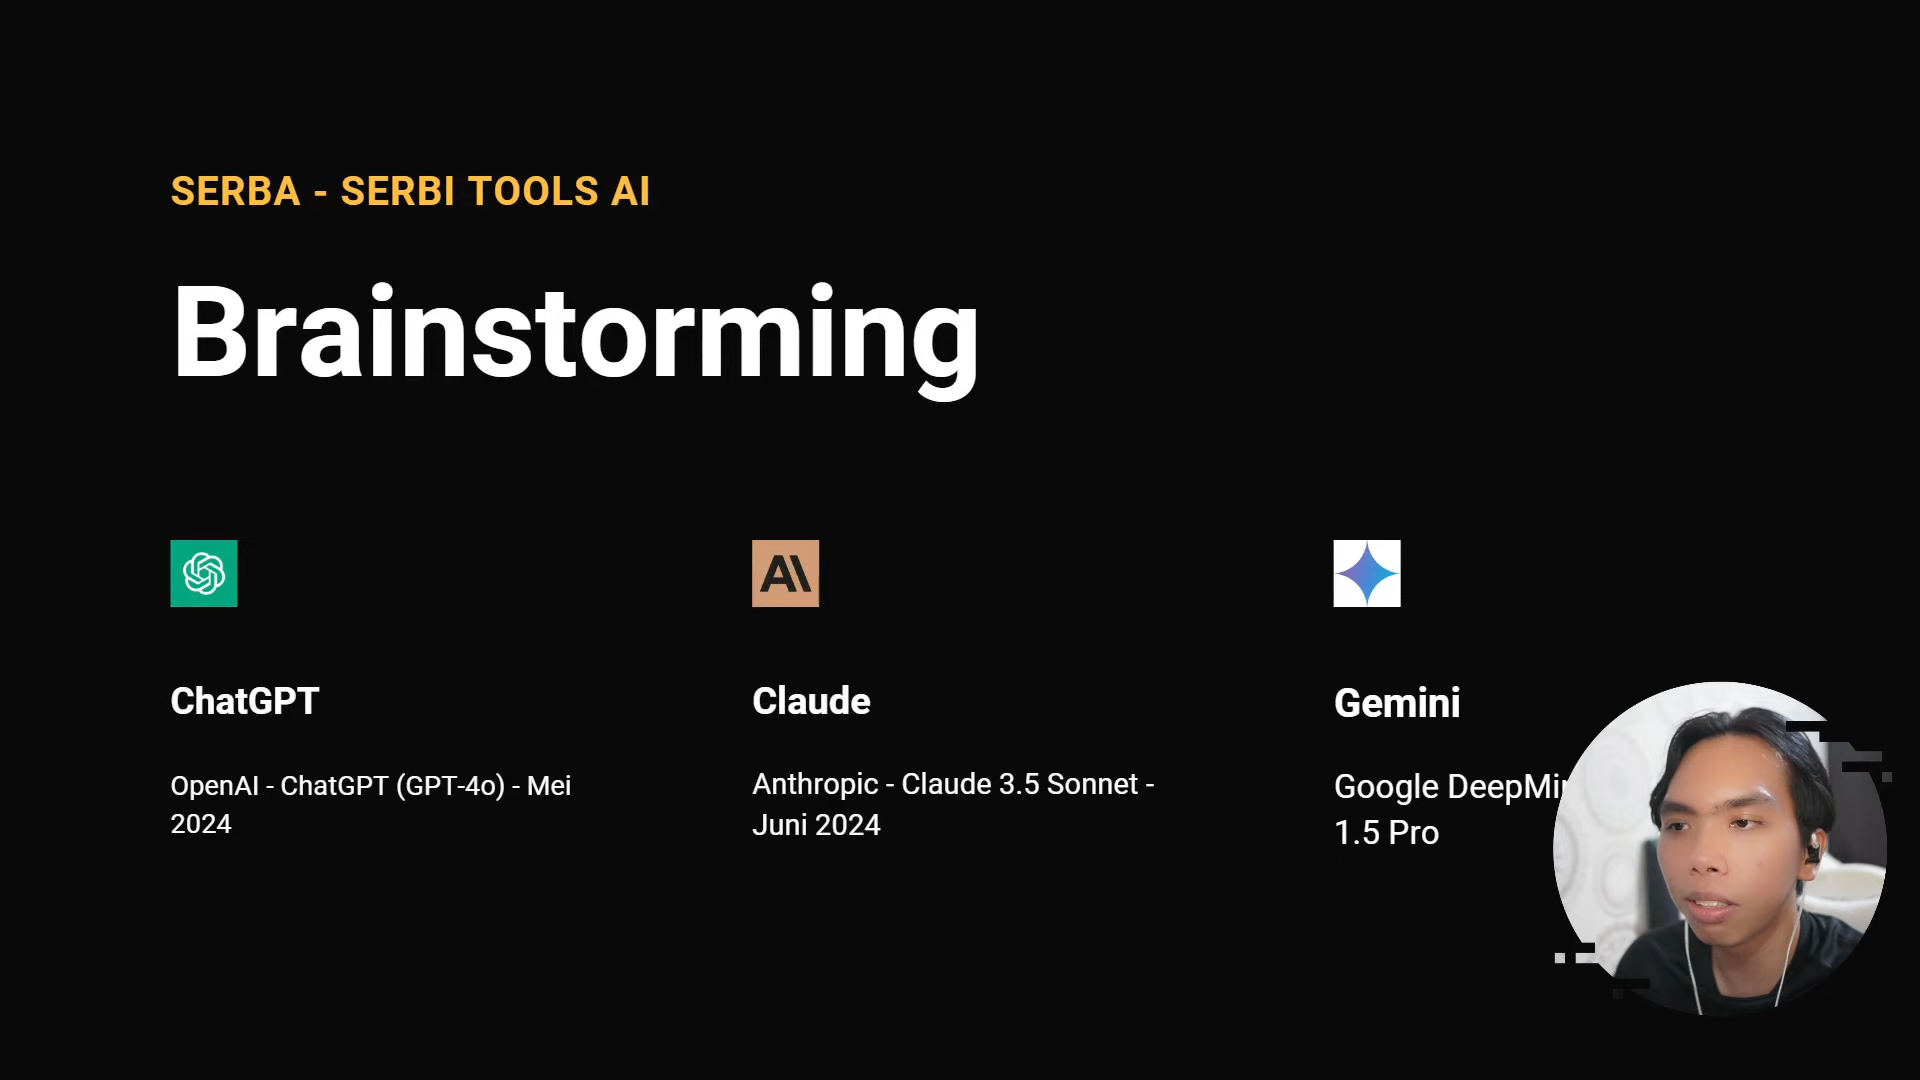 SERBA - SERBI TOOLS AI
Brainstorming
ChatGPT
OpenAI - ChatGPT (GPT-4o) - Mei
2024
Claude
Anthropic - Claude 3.5 Sonnet -
Juni 2024
Gemini
Google
1.5 Pro